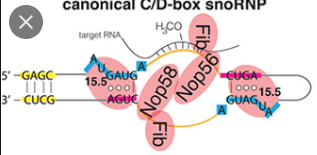 canonical C/D-box snoRNP
target RNA
H₃CO
Fib
A
U
GAUG
A
15.5
5' GAGC
3' CUCG
AGUC
Nop58
Nop56
CUGA
GUAG
U
A
15.5
A
Fib